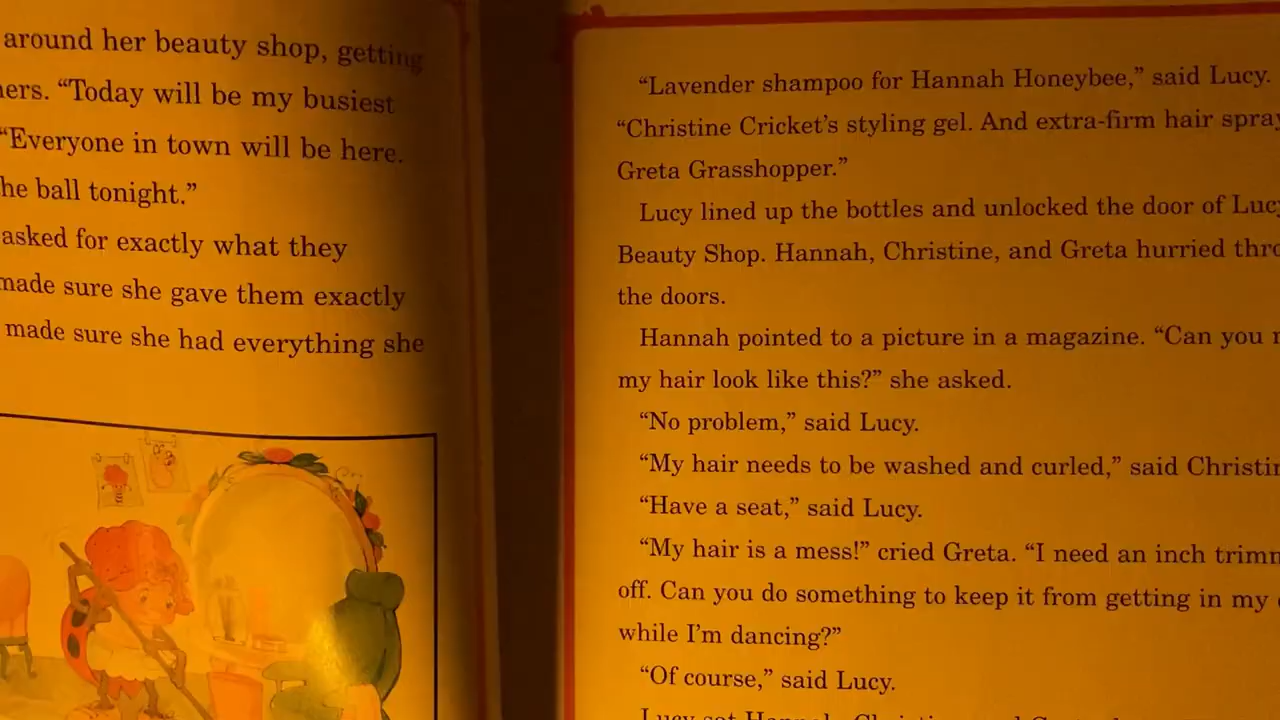 around her beauty shop, getting
“Today will be my busiest
“Everyone in town will be here.
ball tonight.”
asked for exactly what they
made sure she gave them exactly
made sure she had everything she
“Lavender shampoo for Hannah Honeybee,” said Lucy.
“Christine Cricket’s styling gel. And extra-firm hair spray
Greta Grasshopper.”
Lucy lined up the bottles and unlocked the door of
Beauty Shop. Hannah, Christine, and Greta hurried
the doors.
Hannah pointed to a picture in a magazine. “Can you
my hair look like this?” she asked.
“No problem,” said Lucy.
“My hair needs to be washed and curled,” said
“Have a seat,” said Lucy.
“My hair is a mess!” cried Greta. “I need an inch
off. Can you do something to keep it from getting in my
while I’m dancing?”
“Of course,” said Lucy.